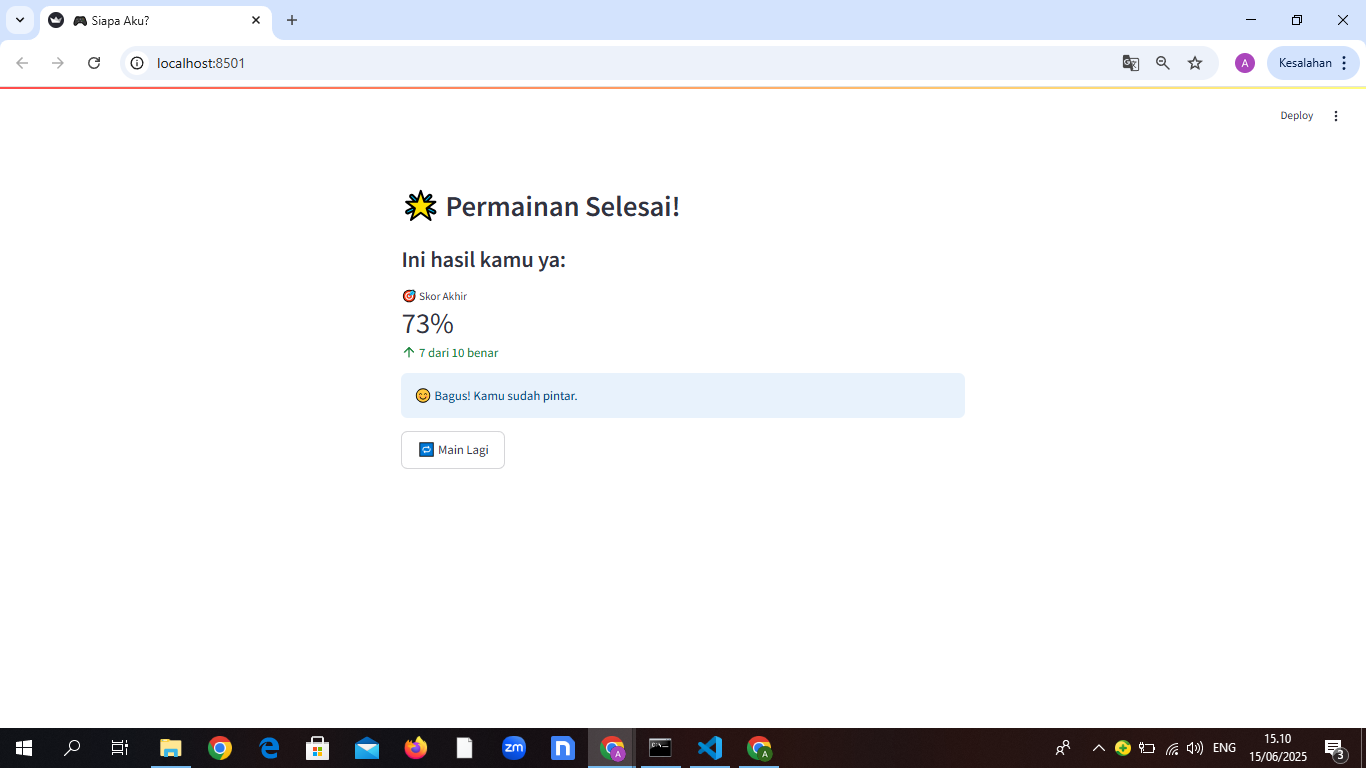 Siapa Aku?
localhost:8501
A
Kesalahan
Deploy
Permainan Selesai!
Ini hasil kamu ya:
Skor Akhir
73%
7 dari 10 benar
Bagus! Kamu sudah pintar.
Main Lagi
zm
n
A
C:\_
A
ENG
15.10
15/06/2025
3